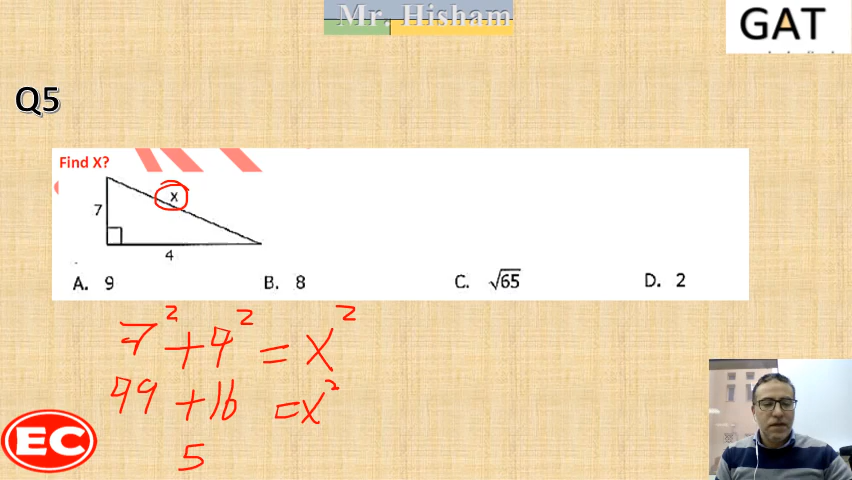 Mr. Hisham
GAT
Q5
Find X?
7
x
4
A. 9 B. 8 C. √65 D. 2
7² + 4² = x²
49 + 16 = x²
5
EC